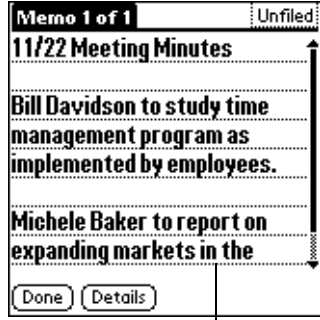 Memo 1 of 1 Unfiled
11/22 Meeting Minutes
Bill Davidson to study time
management program as
implemented by employees.
Michele Baker to report on
expanding markets in the
Done Details